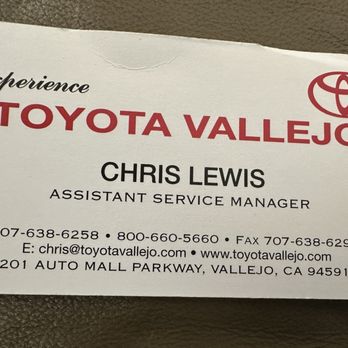 xperience
TOYOTA VALLEJO
CHRIS LEWIS
ASSISTANT SERVICE MANAGER
07-638-6258 • 800-660-5660 • FAX 707-638-629
E: chris@toyotavallejo.com • www.toyotavallejo.com
201 AUTO MALL PARKWAY, VALLEJO, CA 94591